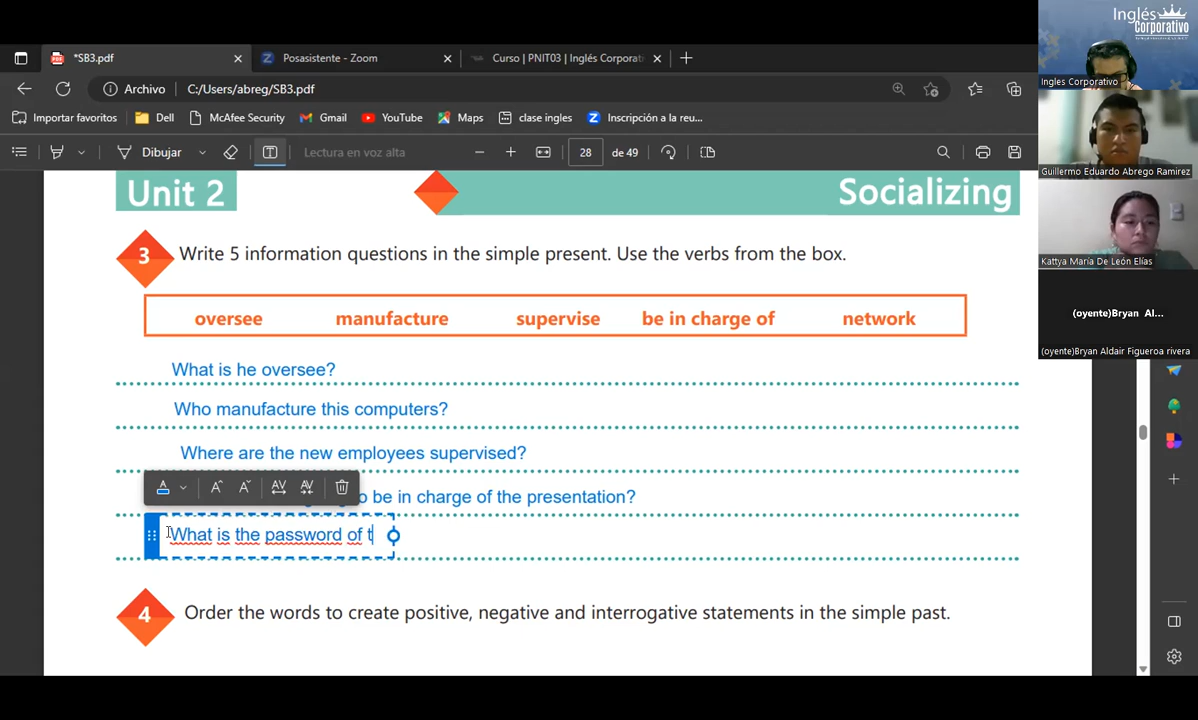 *SB3.pdf
Posasistente - Zoom
Curso | PNIT03 | Inglés Corporati
Archivo
C:/Users/abreg/SB3.pdf
Importar favoritos
Dell
McAfee Security
Gmail
YouTube
Maps
clase ingles
Inscripción a la reu...
Dibujar
Lectura en voz alta
28
de 49
Unit 2
Socializing
3
Write 5 information questions in the simple present. Use the verbs from the box.
oversee
manufacture
supervise
be in charge of
network
What is he oversee?
Who manufacture this computers?
Where are the new employees supervised?
to be in charge of the presentation?
What is the password of t
4
Order the words to create positive, negative and interrogative statements in the simple past.
Inglés
Corporativo
Ingles Corporativo
Guillermo Eduardo Abrego Ramirez
Kattya María De León Elías
(oyente)Bryan Al...
(oyente)Bryan Aldair Figueroa rivera